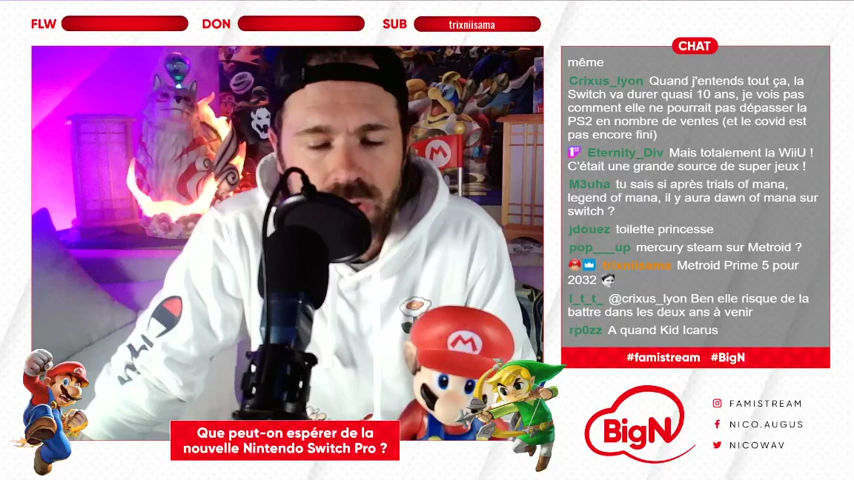 FLW
DON
SUB
trixniisama
CHAT
même
Crixus_lyon Quand j'entends tout ça, la
Switch va durer quasi 10 ans, je vois pas
comment elle ne pourrait pas dépasser la
PS2 en nombre de ventes (et le covid est
pas encore fini)
Eternity_Div Mais totalement la WiiU !
C'était une grande source de super jeux !
M3uha tu sais si après trials of mana,
legend of mana, il y aura dawn of mana sur
switch ?
jdouez toilette princesse
pop___up mercury steam sur Metroid ?
trixniisama Metroid Prime 5 pour
2032
l_t_t_ @crixus_lyon Ben elle risque de la
battre dans les deux ans à venir
rp0zz A quand Kid Icarus
#famistream #BigN
Que peut-on espérer de la
nouvelle Nintendo Switch Pro ?
BigN
FAMISTREAM
NICO.AUGUS
NICOWAV